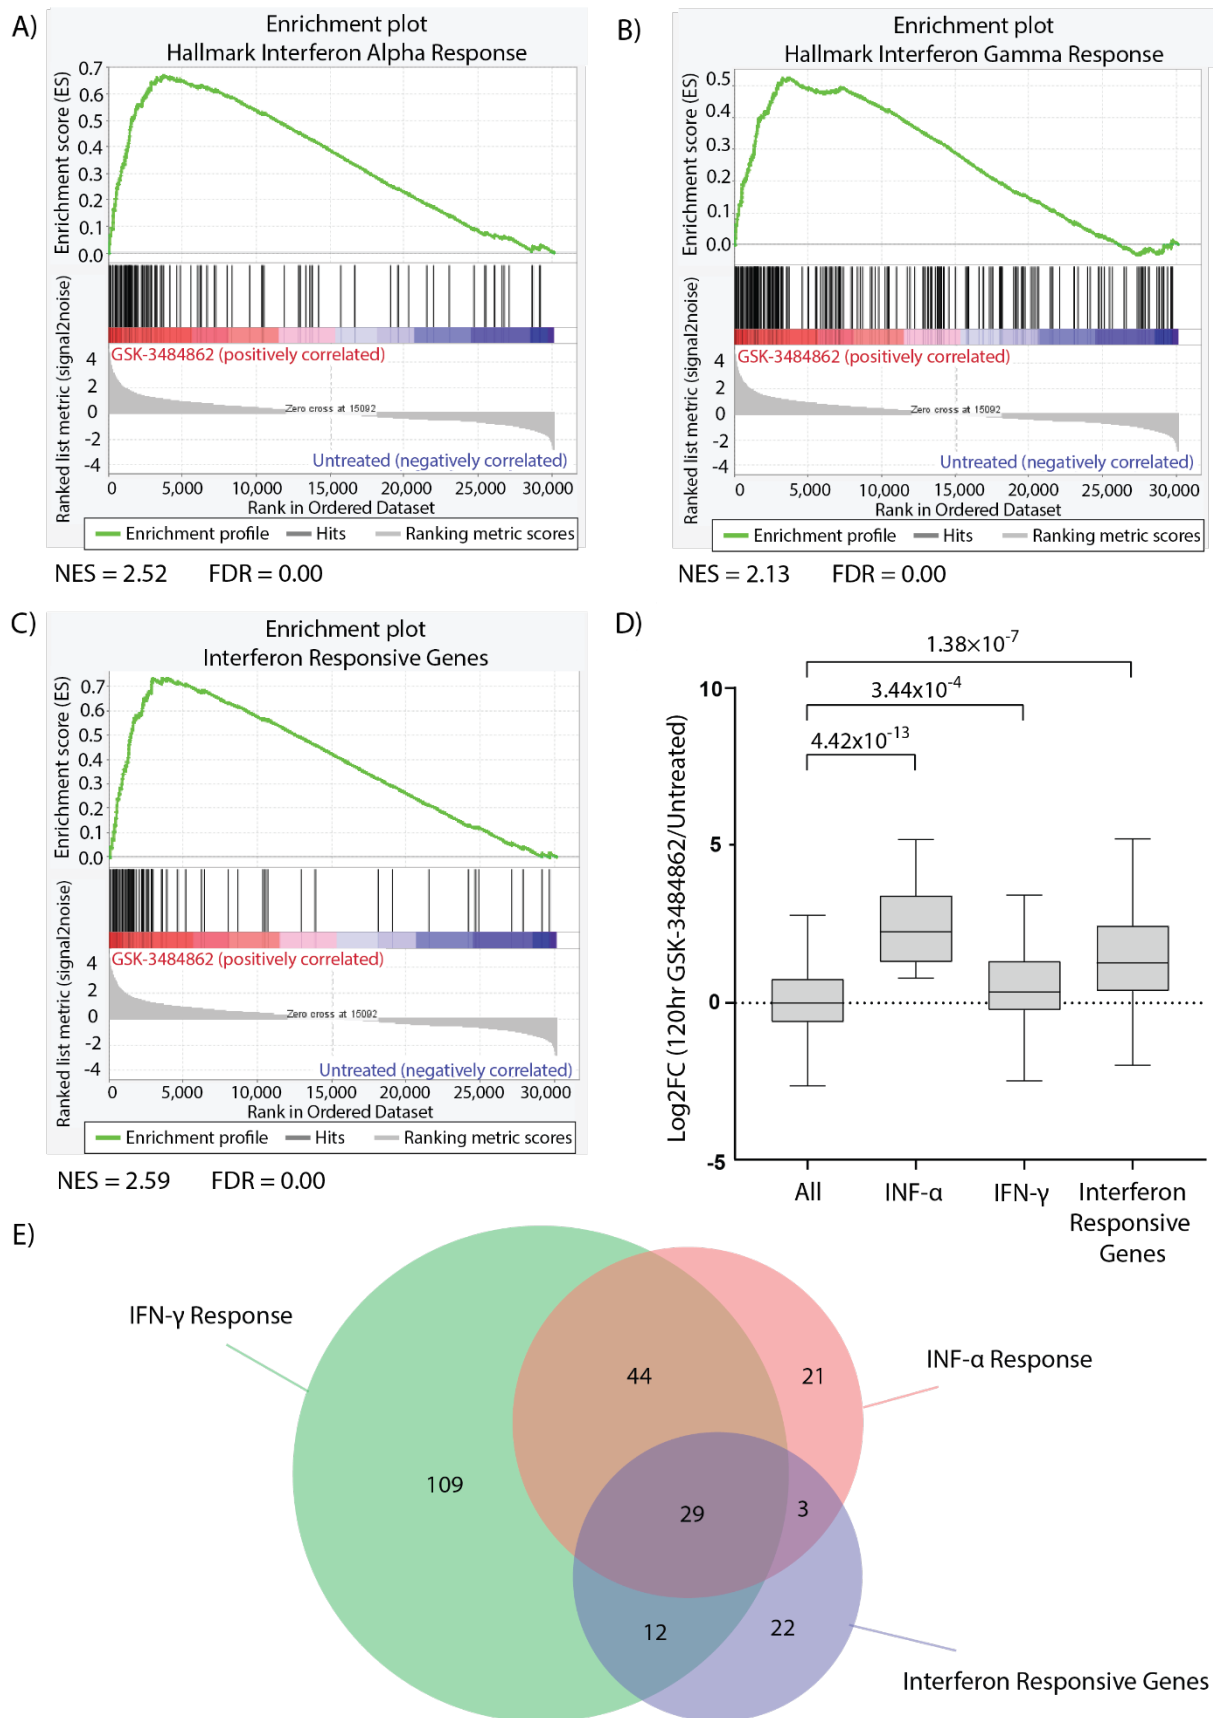 A)
Enrichment plot
Hallmark Interferon Alpha Response
Enrichment score (ES)
0.7
0.6
0.5
0.4
0.3
0.2
0.1
0.0
Ranked list metric (signal2noise)
GSK-3484862 (positively correlated)
4
2
0
-2
-4
Zero cross at 15092
Untreated (negatively correlated)
0 5,000 10,000 15,000 20,000 25,000 30,000
Rank in Ordered Dataset
Enrichment profile Hits Ranking metric scores
NES = 2.52 FDR = 0.00
B)
Enrichment plot
Hallmark Interferon Gamma Response
Enrichment score (ES)
0.5
0.4
0.3
0.2
0.1
0.0
Ranked list metric (signal2noise)
GSK-3484862 (positively correlated)
4
2
0
-2
-4
Zero cross at 15092
Untreated (negatively correlated)
0 5,000 10,000 15,000 20,000 25,000 30,000
Rank in Ordered Dataset
Enrichment profile Hits Ranking metric scores
NES = 2.13 FDR = 0.00
C)
Enrichment plot
Interferon Responsive Genes
Enrichment score (ES)
0.7
0.6
0.5
0.4
0.3
0.2
0.1
0.0
Ranked list metric (signal2noise)
GSK-3484862 (positively correlated)
4
2
0
-2
-4
Zero cross at 15092
Untreated (negatively correlated)
0 5,000 10,000 15,000 20,000 25,000 30,000
Rank in Ordered Dataset
Enrichment profile Hits Ranking metric scores
NES = 2.59 FDR = 0.00
D)
1.38×10⁻⁷
3.44x10⁻⁴
4.42x10⁻¹³
Log2FC (120hr GSK-3484862/Untreated)
10
5
0
-5
All INF-α IFN-γ Interferon
Responsive
Genes
E)
IFN-γ Response
INF-α Response
44 21
109
29 3
12 22
Interferon Responsive Genes